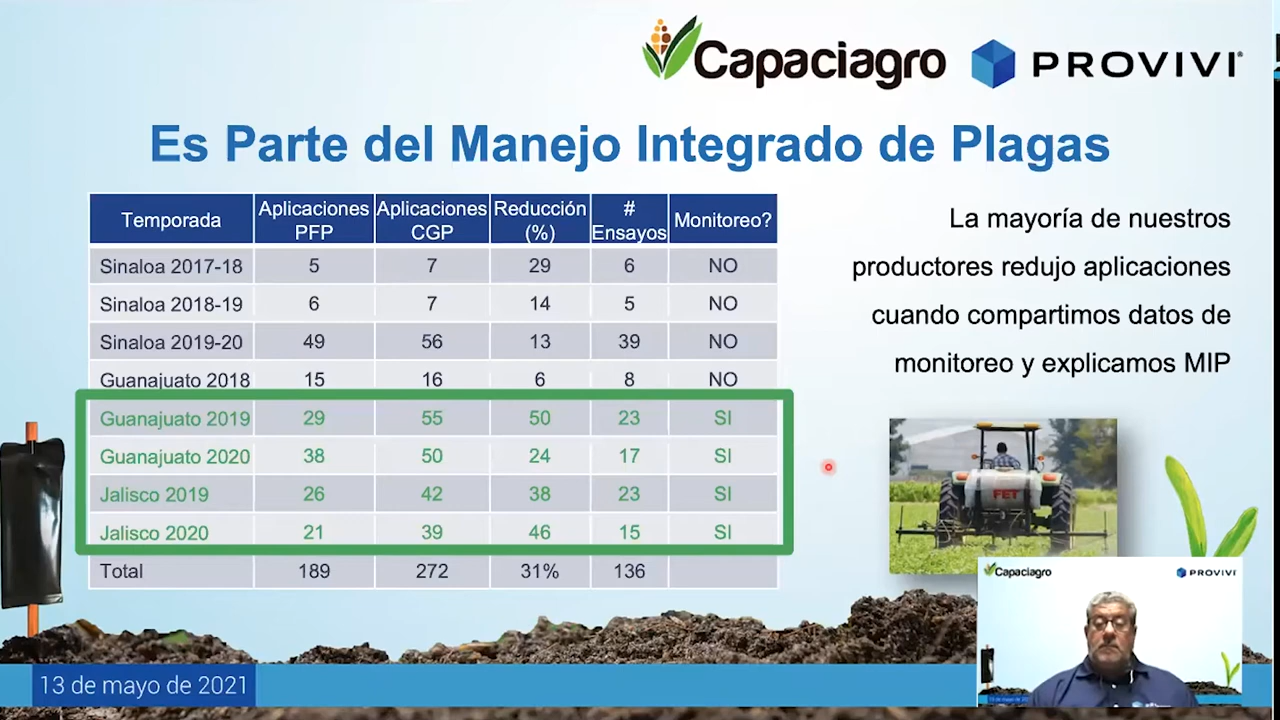 Capaciagro PROVIVI®
Es Parte del Manejo Integrado de Plagas
Temporada Aplicaciones PFP Aplicaciones CGP Reducción (%) # Ensayos Monitoreo?
Sinaloa 2017-18 5 7 29 6 NO
Sinaloa 2018-19 6 7 14 5 NO
Sinaloa 2019-20 49 56 13 39 NO
Guanajuato 2018 15 16 6 8 NO
Guanajuato 2019 29 55 50 23 SI
Guanajuato 2020 38 50 24 17 SI
Jalisco 2019 26 42 38 23 SI
Jalisco 2020 21 39 46 15 SI
Total 189 272 31% 136
La mayoría de nuestros
productores redujo aplicaciones
cuando compartimos datos de
monitoreo y explicamos MIP
FET
Capaciagro PROVIVI
13 de mayo de 2021